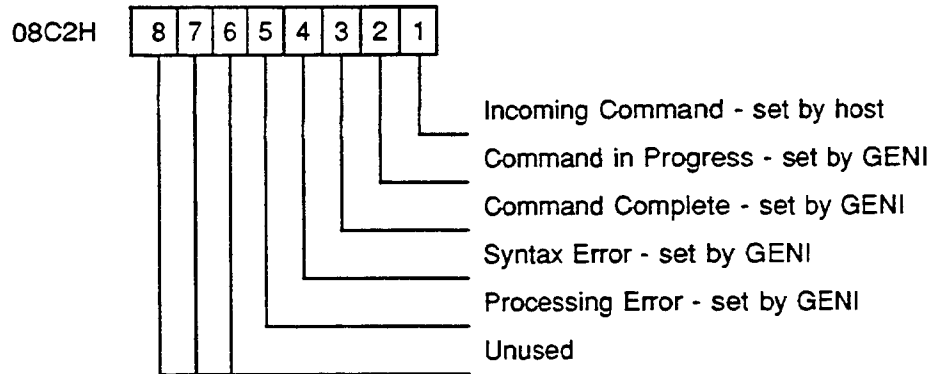 08C2H 8 7 6 5 4 3 2 1
Incoming Command - set by host
Command in Progress - set by GENI
Command Complete - set by GENI
Syntax Error - set by GENI
Processing Error - set by GENI
Unused